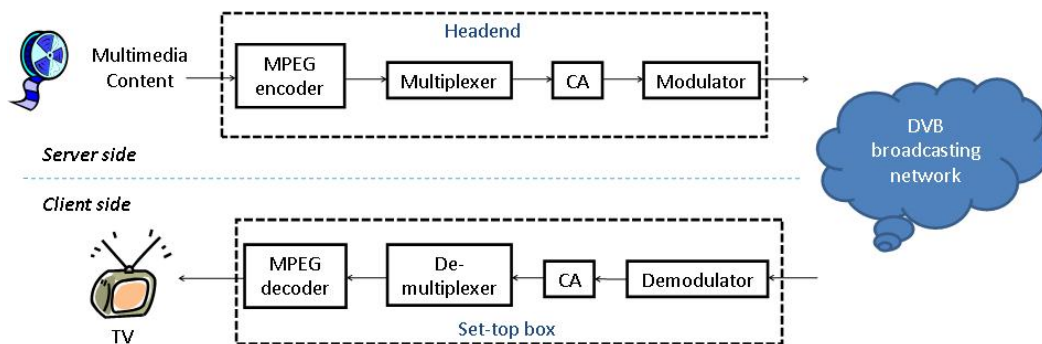 Headend
Multimedia
Content
MPEG
encoder
Multiplexer
CA
Modulator
DVB
broadcasting
network
Server side
Client side
MPEG
decoder
De-
multiplexer
CA
Demodulator
TV
Set-top box